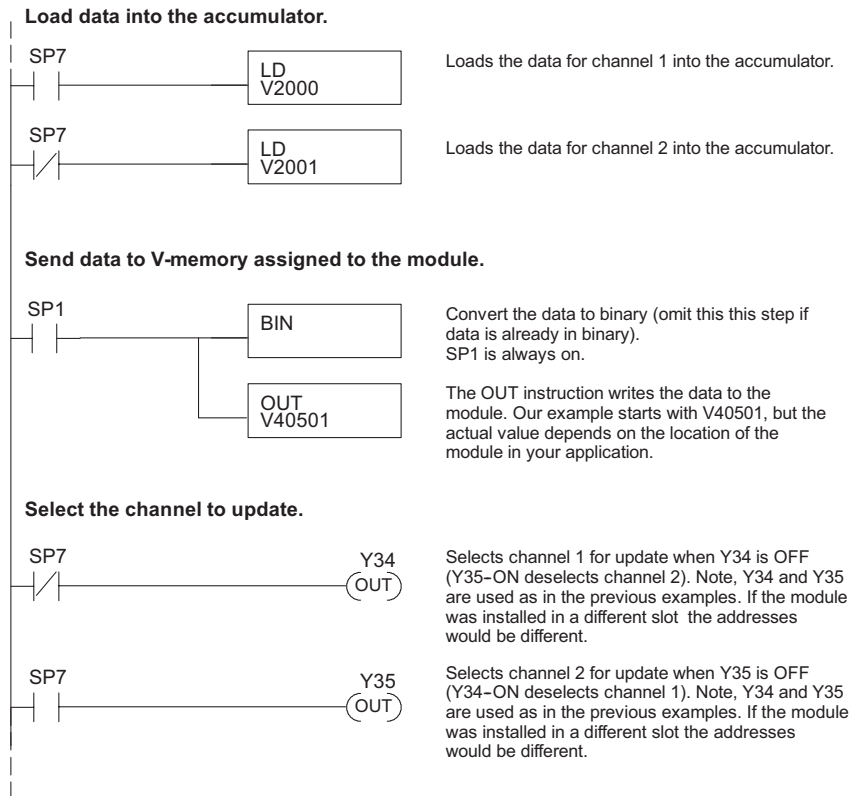 Load data into the accumulator.
SP7
LD
V2000
Loads the data for channel 1 into the accumulator.
SP7
LD
V2001
Loads the data for channel 2 into the accumulator.
Send data to V-memory assigned to the module.
SP1
BIN
Convert the data to binary (omit this this step if
data is already in binary).
SP1 is always on.
OUT
V40501
The OUT instruction writes the data to the
module. Our example starts with V40501, but the
actual value depends on the location of the
module in your application.
Select the channel to update.
SP7
Y34
OUT
Selects channel 1 for update when Y34 is OFF
(Y35-ON deselects channel 2). Note, Y34 and Y35
are used as in the previous examples. If the module
was installed in a different slot the addresses
would be different.
SP7
Y35
OUT
Selects channel 2 for update when Y35 is OFF
(Y34-ON deselects channel 1). Note, Y34 and Y35
are used as in the previous examples. If the module
was installed in a different slot the addresses
would be different.